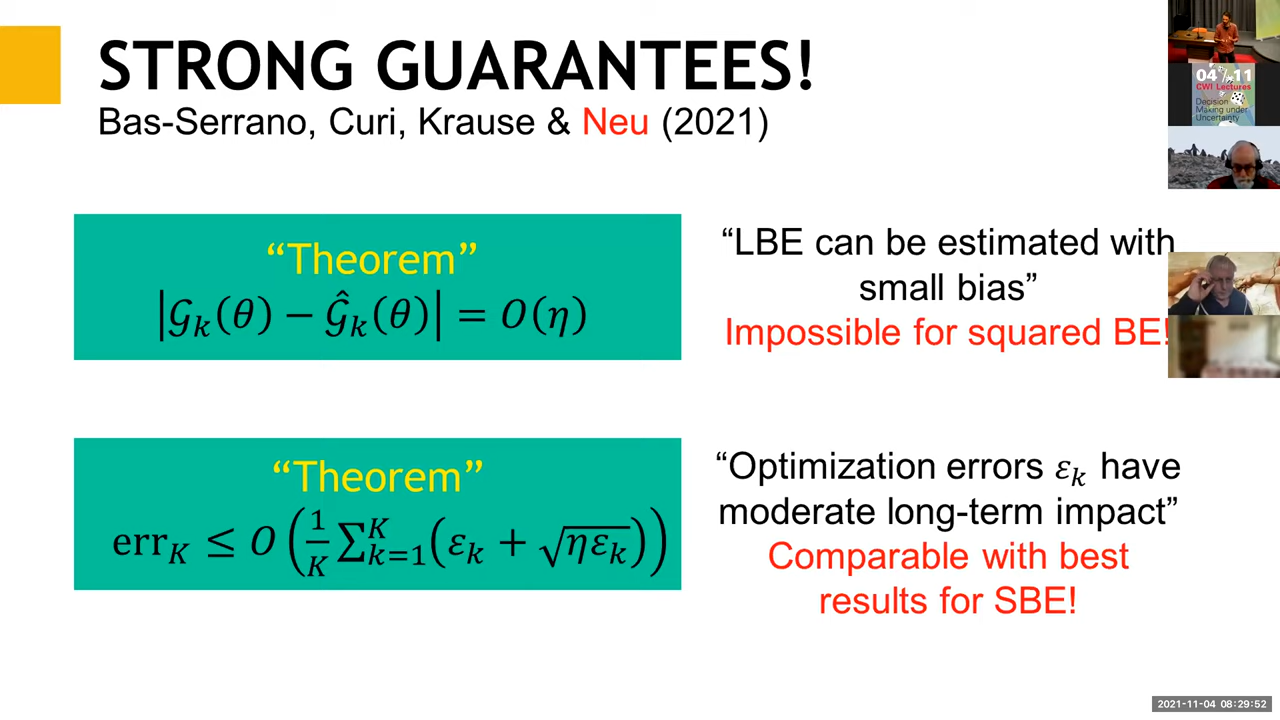 STRONG GUARANTEES!
Bas-Serrano, Curi, Krause & Neu (2021)
“Theorem”
|𝒢ₖ(θ) − 𝒢̂ₖ(θ)| = O(η)
“LBE can be estimated with
small bias”
Impossible for squared BE!
“Theorem”
err_K ≤ O(1/K ∑_{k=1}^{K} (εₖ + √(ηεₖ)))
“Optimization errors εₖ have
moderate long-term impact”
Comparable with best
results for SBE!
04 11
CWI Lectures
Decision
Making under
Uncertainty
2021-11-04 08:29:52